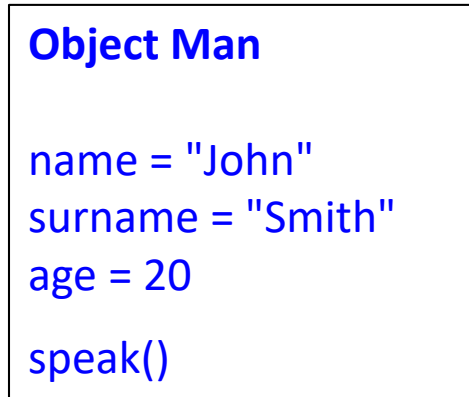 Object Man
name = "John"
surname = "Smith"
age = 20
speak()